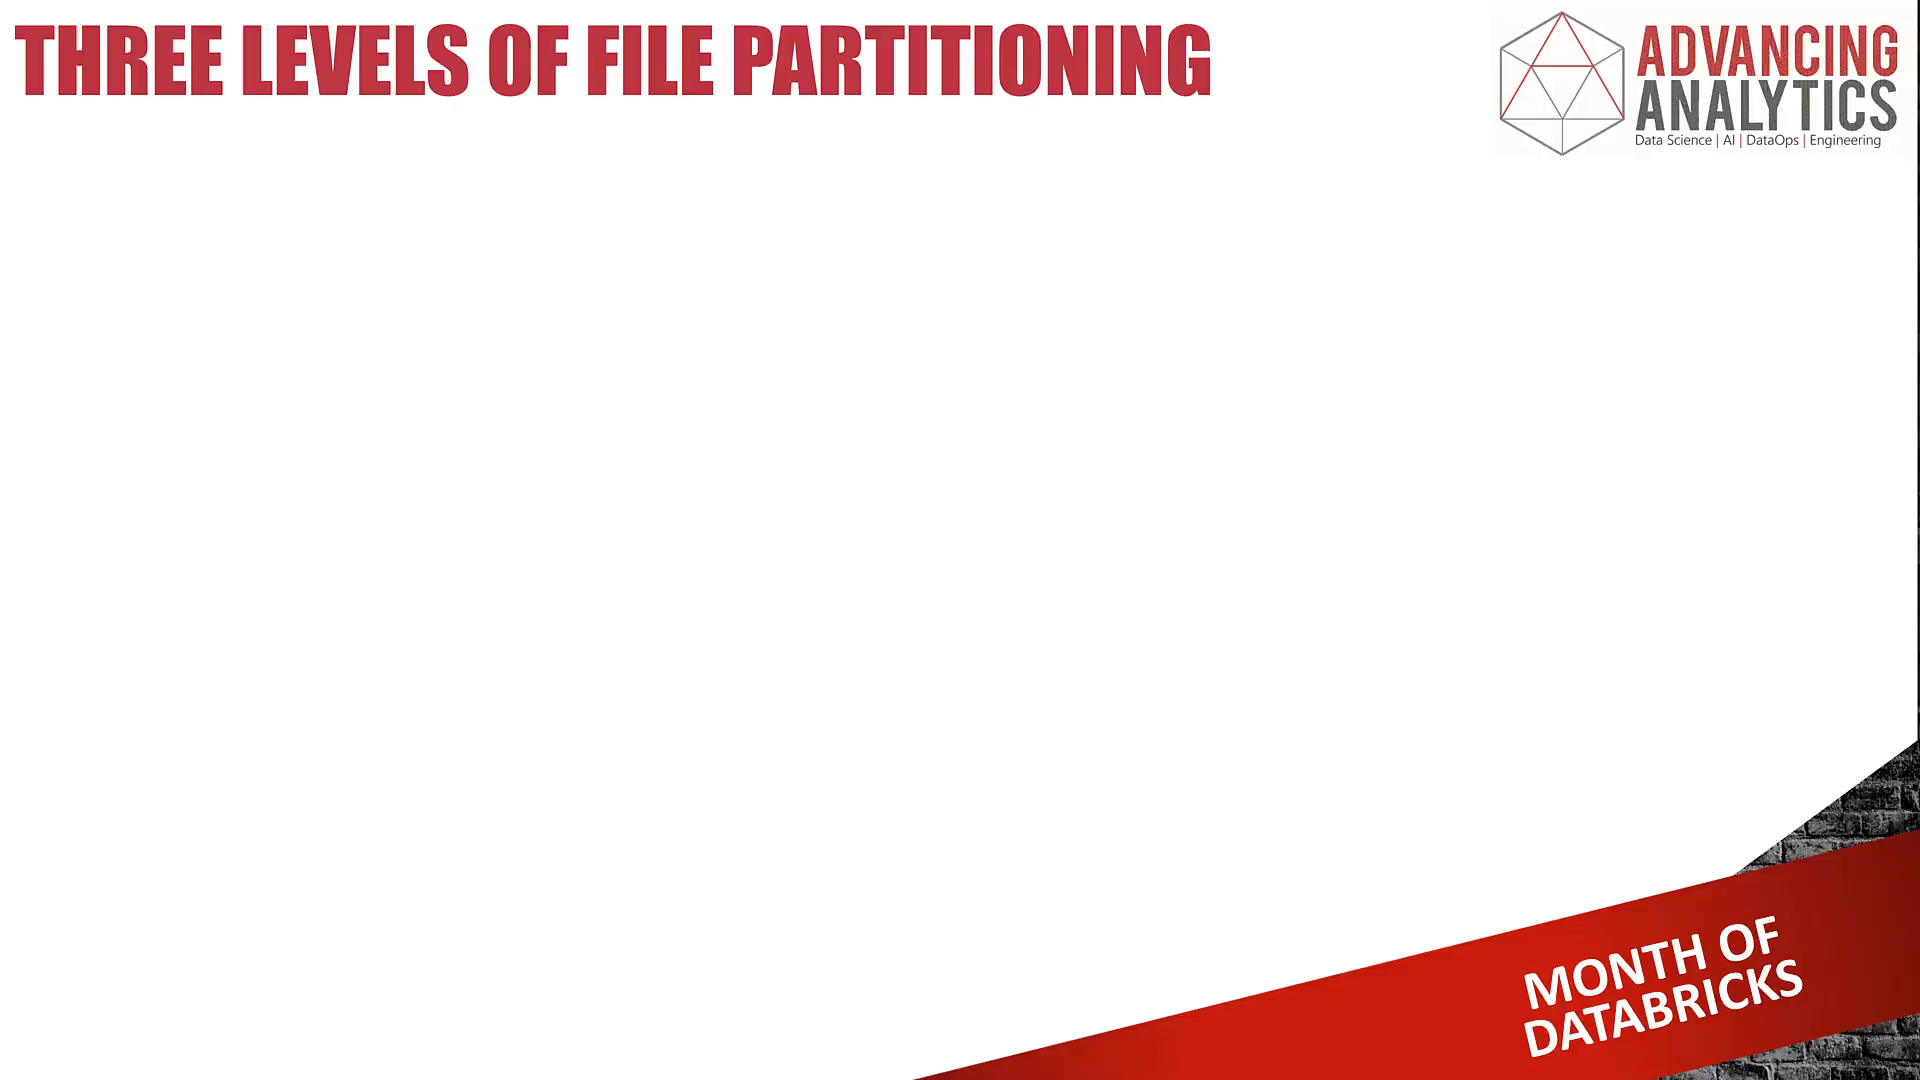 THREE LEVELS OF FILE PARTITIONING
ADVANCING
ANALYTICS
Data Science | AI | DataOps | Engineering
MONTH OF
DATABRICKS